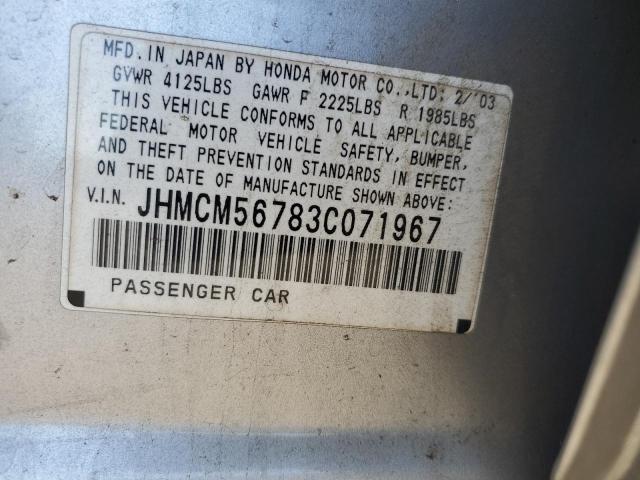 MFD. IN JAPAN BY HONDA MOTOR CO.,LTD; 2/'03
GVWR 4125LBS GAWR F 2225LBS R 1985LBS
THIS VEHICLE CONFORMS TO ALL APPLICABLE
FEDERAL MOTOR VEHICLE SAFETY, BUMPER,
AND THEFT PREVENTION STANDARDS IN EFFECT
ON THE DATE OF MANUFACTURE SHOWN ABOVE:
V.I.N. JHMCM56783C071967
PASSENGER CAR